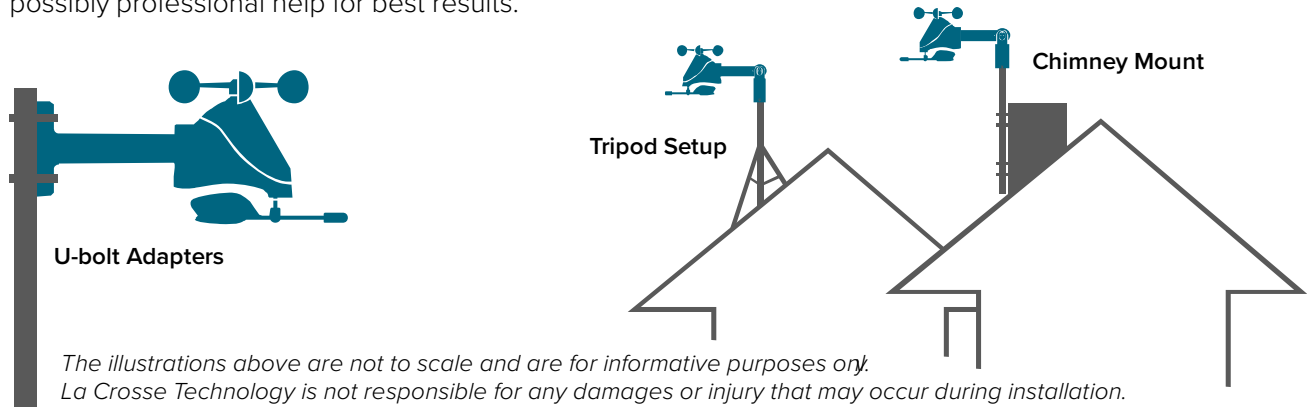 possibly professional help for best results.
Chimney Mount
Tripod Setup
U-bolt Adapters
The illustrations above are not to scale and are for informative purposes only.
La Crosse Technology is not responsible for any damages or injury that may occur during installation.